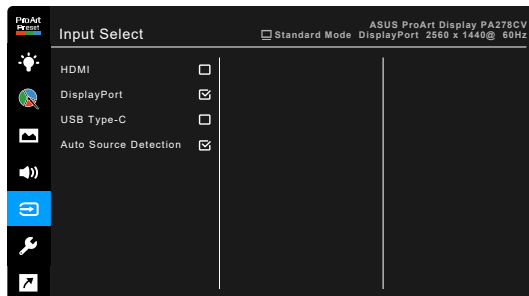 ProArt
Preset
Input Select
ASUS ProArt Display PA278CV
Standard Mode DisplayPort 2560 x 1440@ 60Hz
HDMI
DisplayPort
USB Type-C
Auto Source Detection